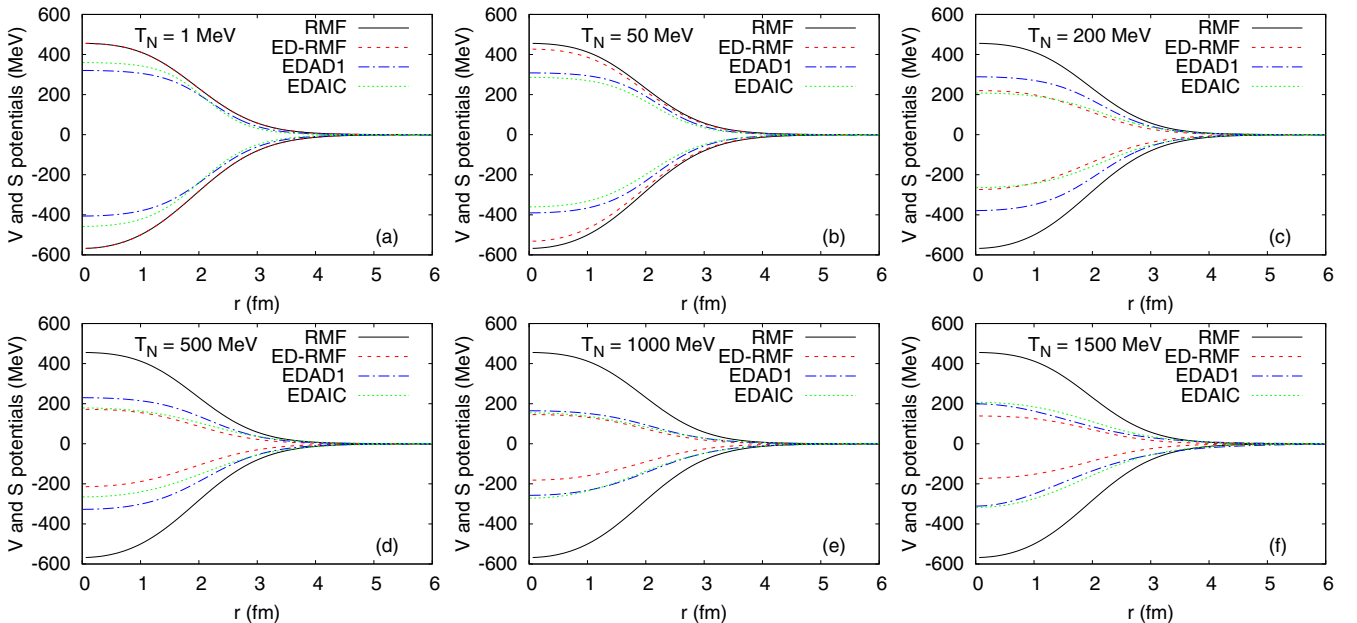 V and S potentials (MeV)
600
400
200
0
-200
-400
-600
T_N = 1 MeV
RMF
ED-RMF
EDAD1
EDAIC
(a)
0 1 2 3 4 5 6
r (fm)
V and S potentials (MeV)
600
400
200
0
-200
-400
-600
T_N = 50 MeV
RMF
ED-RMF
EDAD1
EDAIC
(b)
0 1 2 3 4 5 6
r (fm)
V and S potentials (MeV)
600
400
200
0
-200
-400
-600
T_N = 200 MeV
RMF
ED-RMF
EDAD1
EDAIC
(c)
0 1 2 3 4 5 6
r (fm)
V and S potentials (MeV)
600
400
200
0
-200
-400
-600
T_N = 500 MeV
RMF
ED-RMF
EDAD1
EDAIC
(d)
0 1 2 3 4 5 6
r (fm)
V and S potentials (MeV)
600
400
200
0
-200
-400
-600
T_N = 1000 MeV
RMF
ED-RMF
EDAD1
EDAIC
(e)
0 1 2 3 4 5 6
r (fm)
V and S potentials (MeV)
600
400
200
0
-200
-400
-600
T_N = 1500 MeV
RMF
ED-RMF
EDAD1
EDAIC
(f)
0 1 2 3 4 5 6
r (fm)